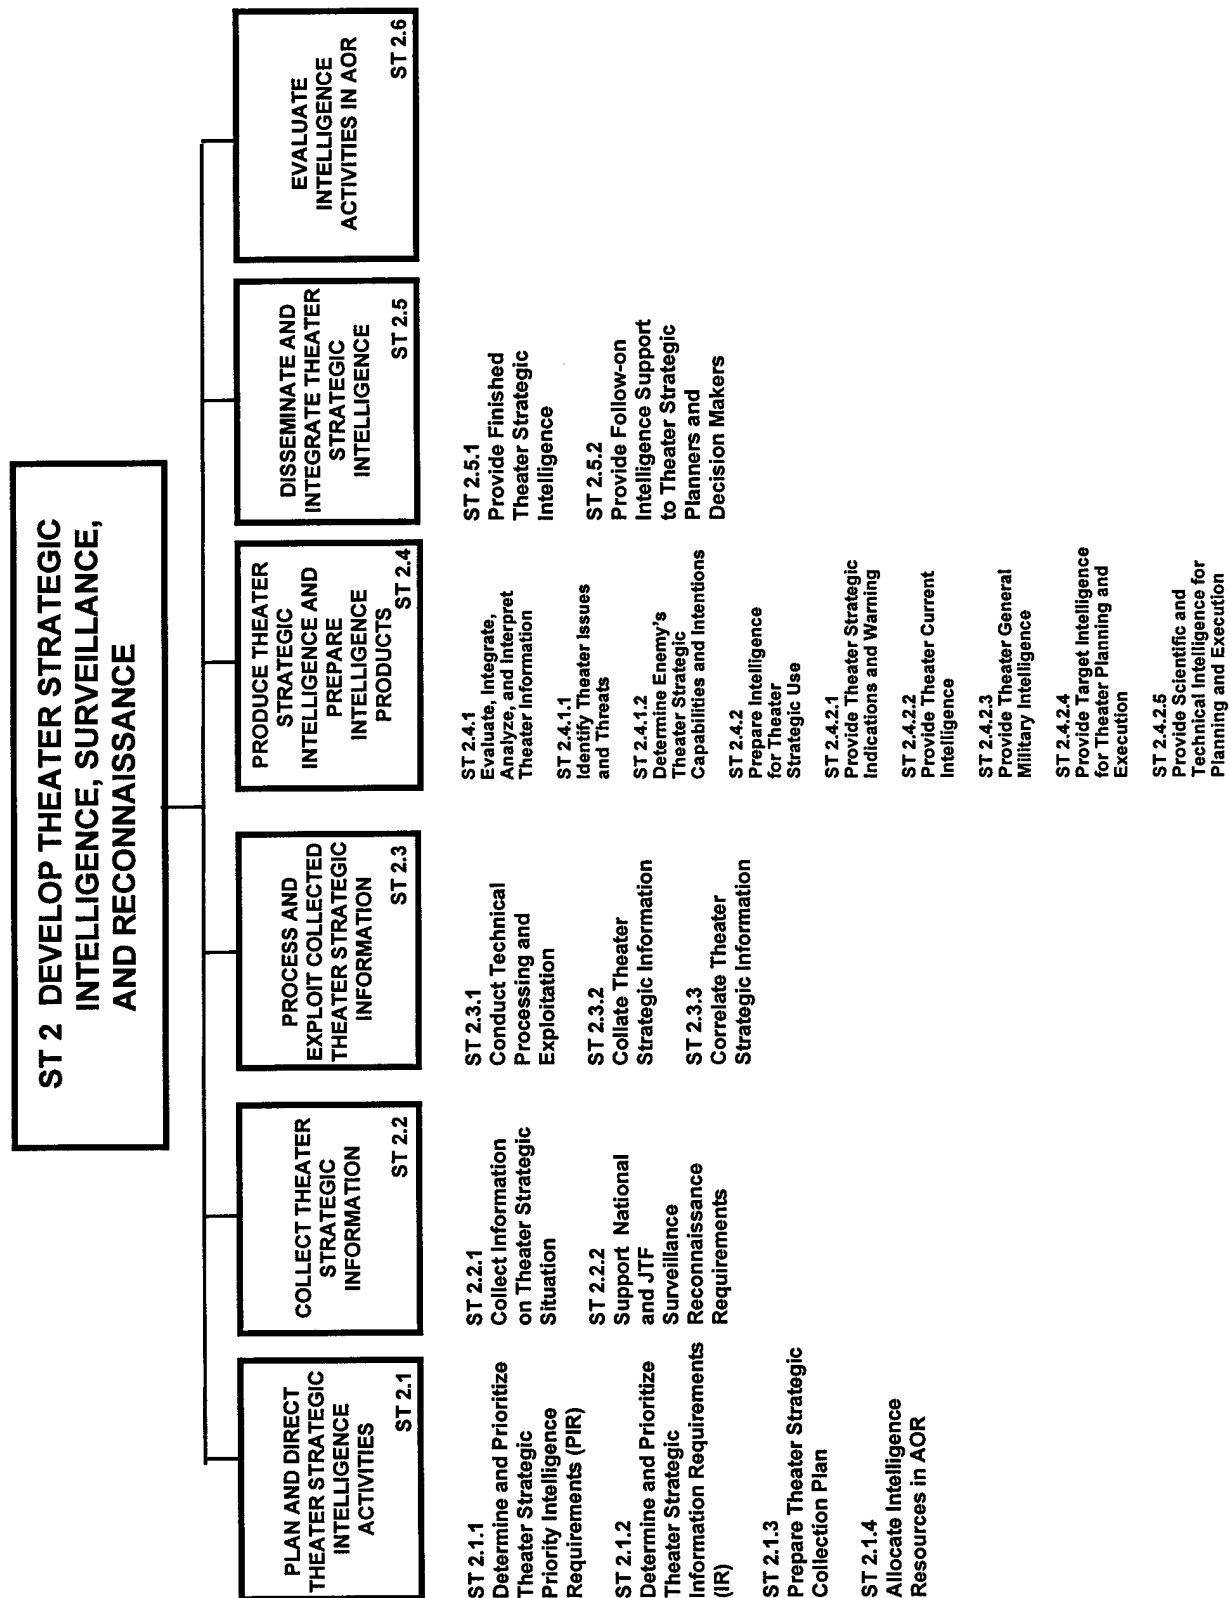 ST 2 DEVELOP THEATER STRATEGIC
INTELLIGENCE, SURVEILLANCE,
AND RECONNAISSANCE
PLAN AND DIRECT
THEATER STRATEGIC
INTELLIGENCE
ACTIVITIES
ST 2.1
ST 2.1.1
Determine and Prioritize
Theater Strategic
Priority Intelligence
Requirements (PIR)
ST 2.1.2
Determine and Prioritize
Theater Strategic
Information Requirements
(IR)
ST 2.1.3
Prepare Theater Strategic
Collection Plan
ST 2.1.4
Allocate Intelligence
Resources in AOR
COLLECT THEATER
STRATEGIC
INFORMATION
ST 2.2
ST 2.2.1
Collect Information
on Theater Strategic
Situation
ST 2.2.2
Support National
and JTF
Surveillance
Reconnaissance
Requirements
PROCESS AND
EXPLOIT COLLECTED
THEATER STRATEGIC
INFORMATION
ST 2.3
ST 2.3.1
Conduct Technical
Processing and
Exploitation
ST 2.3.2
Collate Theater
Strategic Information
ST 2.3.3
Correlate Theater
Strategic Information
PRODUCE THEATER
STRATEGIC
INTELLIGENCE AND
PREPARE
INTELLIGENCE
PRODUCTS
ST 2.4
ST 2.4.1
Evaluate, Integrate,
Analyze, and Interpret
Theater Information
ST 2.4.1.1
Identify Theater Issues
and Threats
ST 2.4.1.2
Determine Enemy's
Theater Strategic
Capabilities and Intentions
ST 2.4.2
Prepare Intelligence
for Theater
Strategic Use
ST 2.4.2.1
Provide Theater Strategic
Indications and Warning
ST 2.4.2.2
Provide Theater Current
Intelligence
ST 2.4.2.3
Provide Theater General
Military Intelligence
ST 2.4.2.4
Provide Target Intelligence
for Theater Planning and
Execution
ST 2.4.2.5
Provide Scientific and
Technical Intelligence for
Planning and Execution
DISSEMINATE AND
INTEGRATE THEATER
STRATEGIC
INTELLIGENCE
ST 2.5
ST 2.5.1
Provide Finished
Theater Strategic
Intelligence
ST 2.5.2
Provide Follow-on
Intelligence Support
to Theater Strategic
Planners and
Decision Makers
EVALUATE
INTELLIGENCE
ACTIVITIES IN AOR
ST 2.6